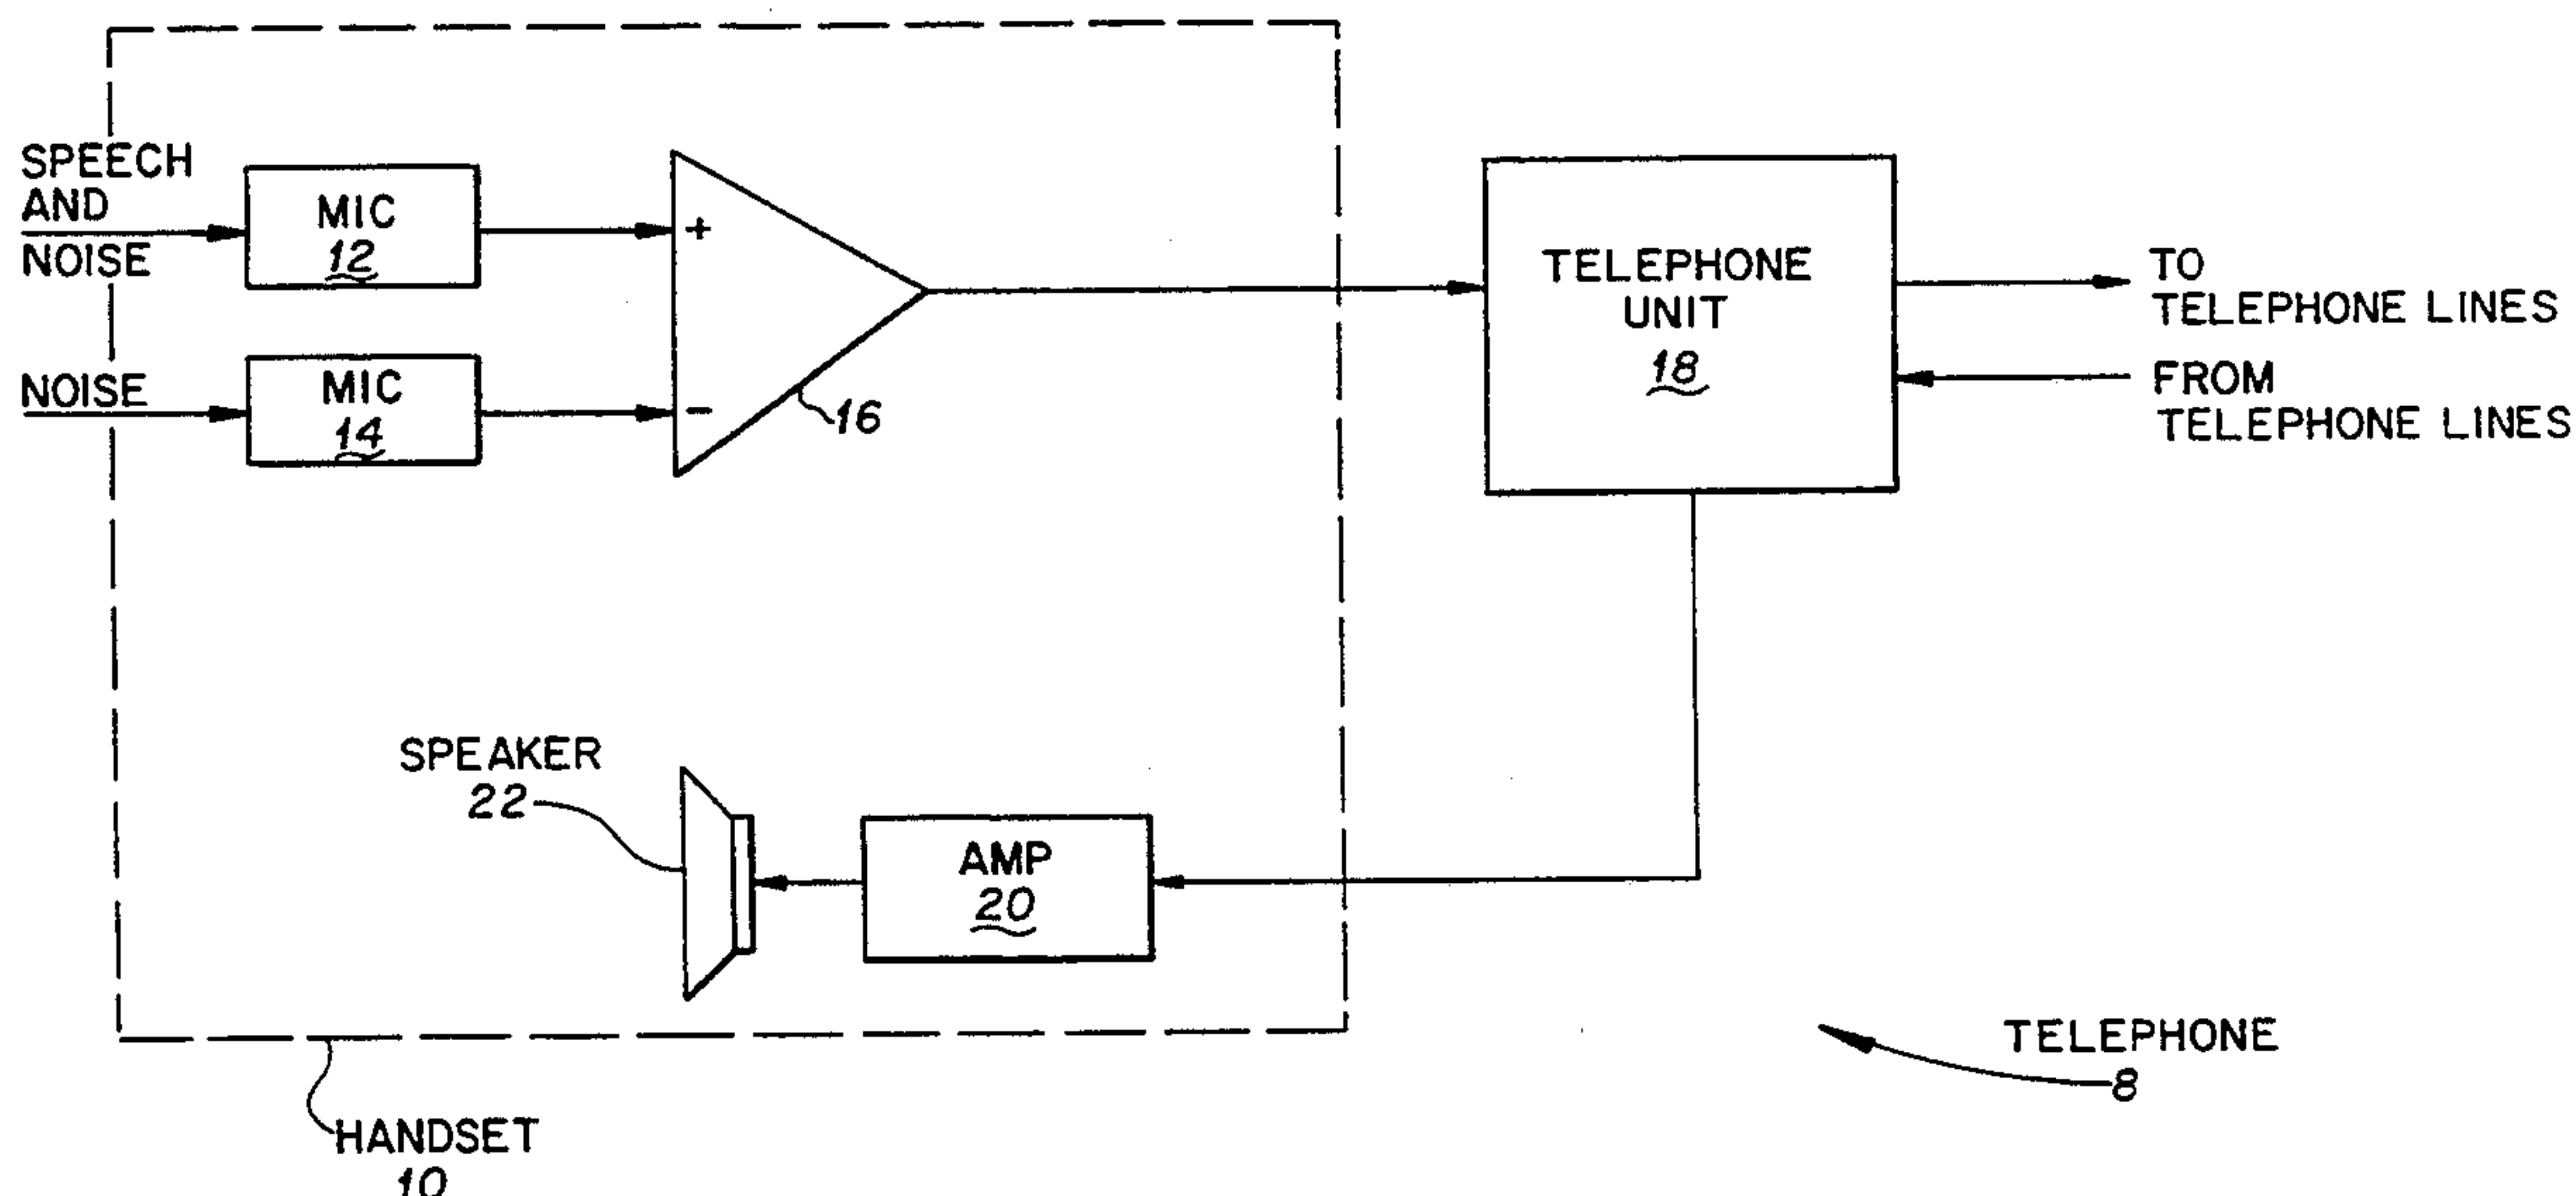 SPEECH
AND
NOISE
MIC
12
+
NOISE
MIC
14
-
16
TELEPHONE
UNIT
18
TO
TELEPHONE LINES
FROM
TELEPHONE LINES
SPEAKER
22
AMP
20
TELEPHONE
8
HANDSET
10